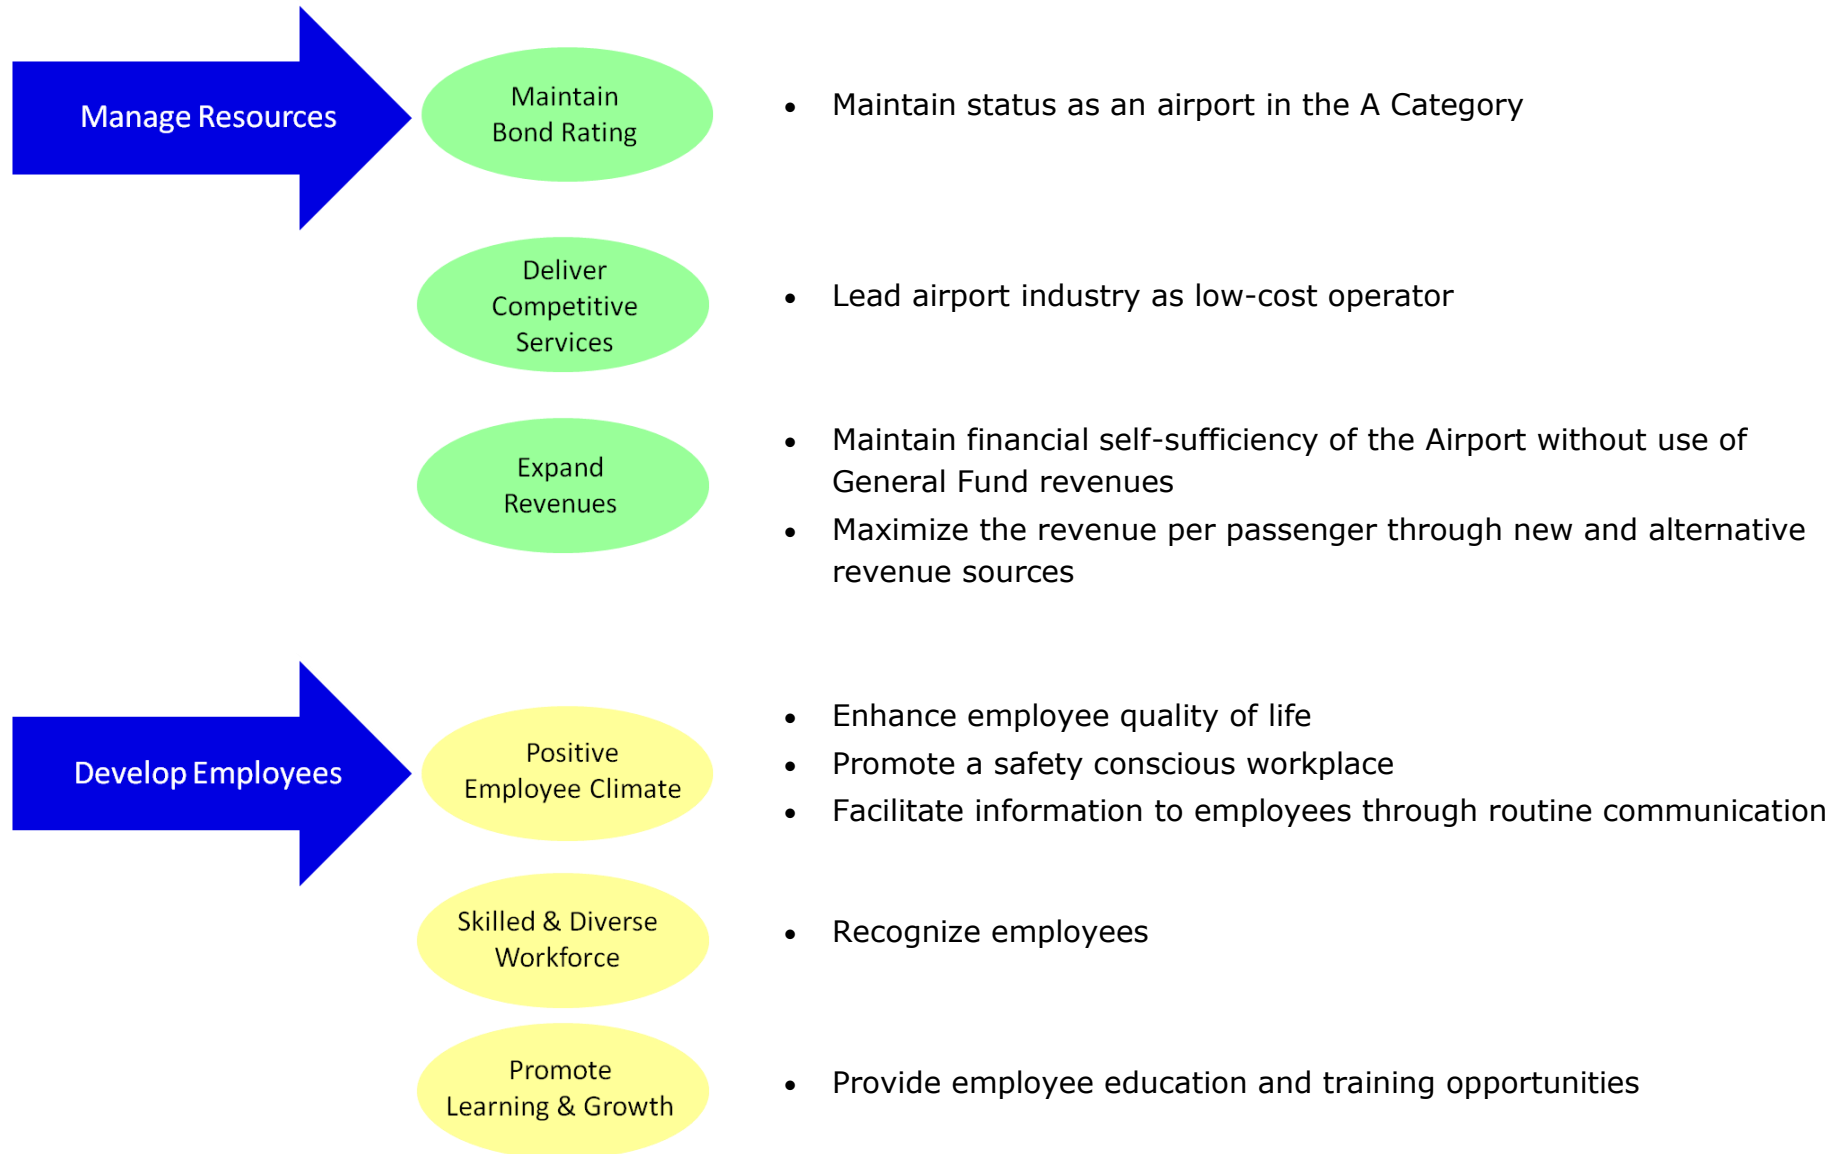 Manage Resources
Maintain
Bond Rating
• Maintain status as an airport in the A Category
Deliver
Competitive
Services
• Lead airport industry as low-cost operator
Expand
Revenues
• Maintain financial self-sufficiency of the Airport without use of
General Fund revenues
• Maximize the revenue per passenger through new and alternative
revenue sources
Develop Employees
Positive
Employee Climate
• Enhance employee quality of life
• Promote a safety conscious workplace
• Facilitate information to employees through routine communication
Skilled & Diverse
Workforce
• Recognize employees
Promote
Learning & Growth
• Provide employee education and training opportunities